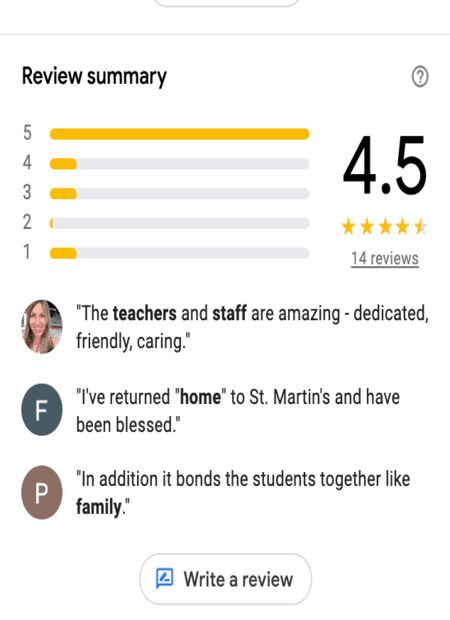 Review summary
5
4
3
2
1
4.5
14 reviews
"The teachers and staff are amazing - dedicated,
friendly, caring."
F
"I've returned "home" to St. Martin's and have
been blessed."
P
"In addition it bonds the students together like
family."
Write a review